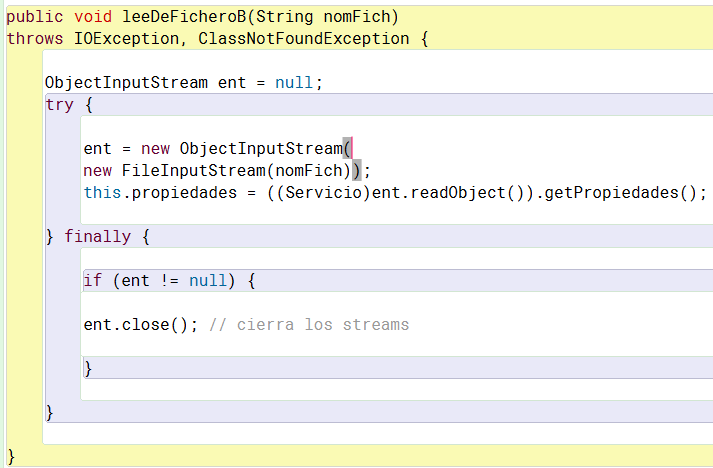 public void leeDeFicheroB(String nomFich)
throws IOException, ClassNotFoundException {
ObjectInputStream ent = null;
try {
ent = new ObjectInputStream(
new FileInputStream(nomFich));
this.propiedades = ((Servicio)ent.readObject()).getPropiedades();
} finally {
if (ent != null) {
ent.close(); // cierra los streams
}
}
}